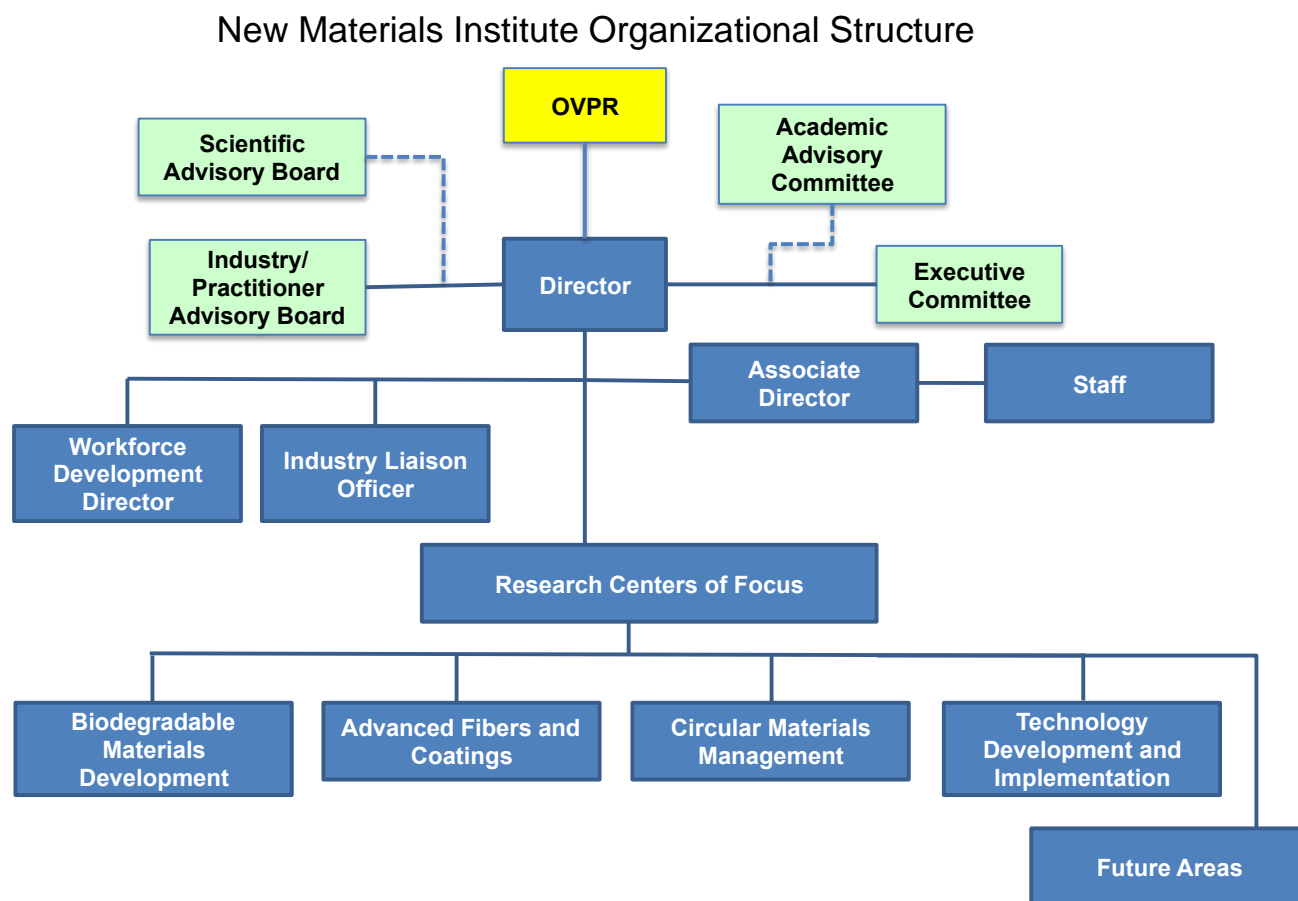 New Materials Institute Organizational Structure
OVPR
Scientific
Advisory Board
Academic
Advisory
Committee
Industry/
Practitioner
Advisory Board
Director
Executive
Committee
Associate
Director
Staff
Workforce
Development
Director
Industry Liaison
Officer
Research Centers of Focus
Biodegradable
Materials
Development
Advanced Fibers and
Coatings
Circular Materials
Management
Technology
Development and
Implementation
Future Areas